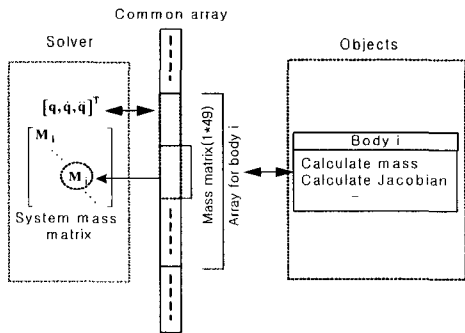 Common array
Solver
Objects
[q, q̇, q̈]ᵀ
M₁
Mᵢ
System mass
matrix
Mass matrix(1*49)
Array for body i
Body i
Calculate mass
Calculate Jacobian